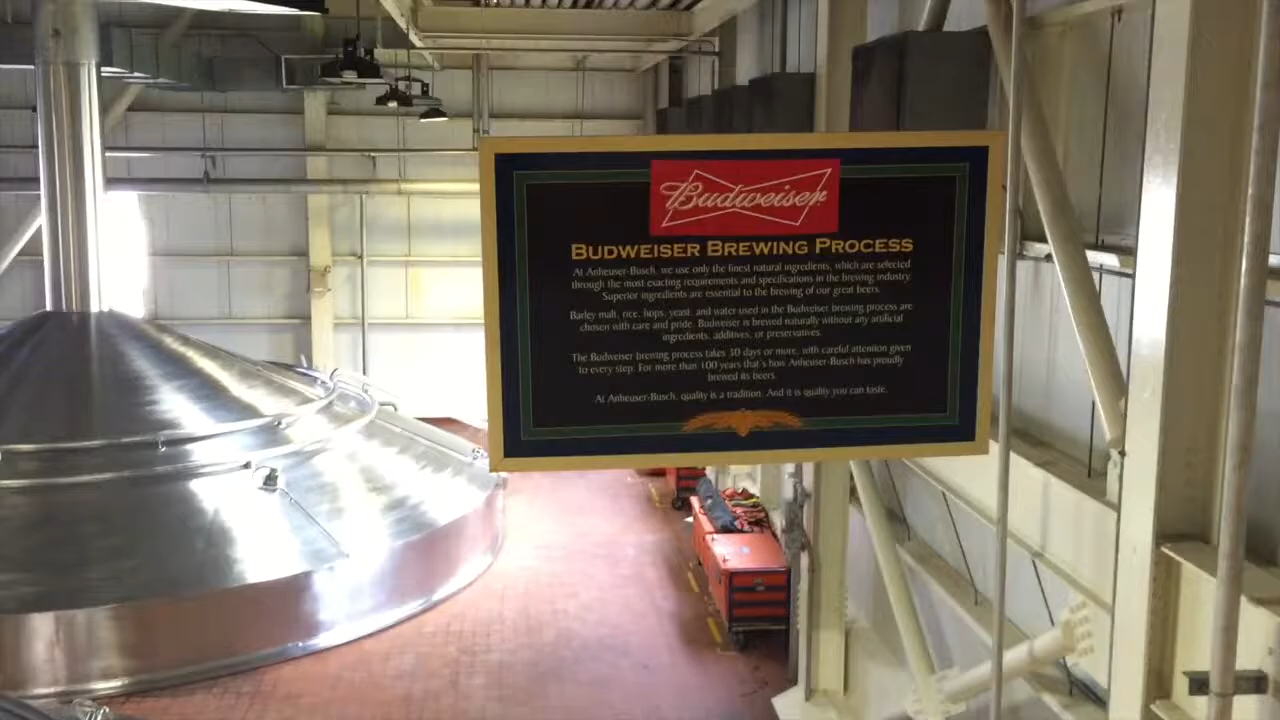 Budweiser
BUDWEISER BREWING PROCESS
At Anheuser-Busch, we use only the finest natural ingredients, which are selected
through the most exacting requirments and specifications in the brewing industry.
Superior ingredients are essential to the brewing of our great beers.
Barley malt, rice, hops, yeast, and water used in the Budweiser brewing process are
chosen with care and pride. Budweiser is brewed naturally without any artificial
ingredients, additives, or preservatives.
The Budweiser brewing process takes 30 days or more, with careful attention given
to every step. For more than 100 years that's how Anheuser-Busch has proudly
brewed its beers.
At Anheuser-Busch, quality is a tradition. And it is quality you can taste.